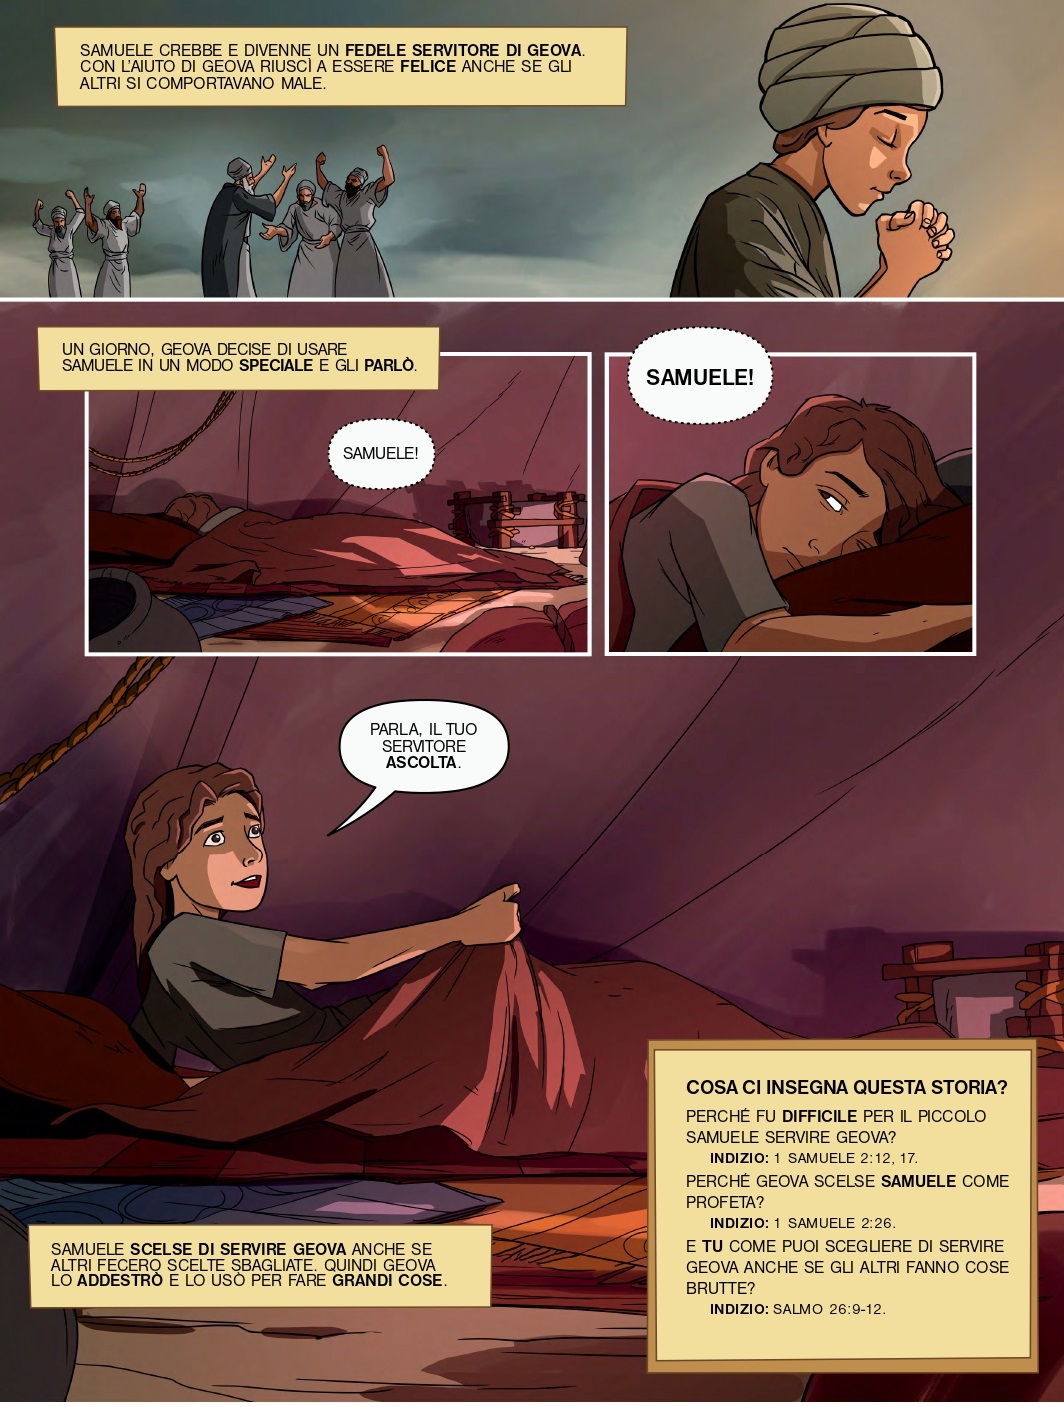 SAMUELE CREBBE E DIVENNE UN FEDELE SERVITORE DI GEOVA.
CON L'AIUTO DI GEOVA RIUSCÌ A ESSERE FELICE ANCHE SE GLI
ALTRI SI COMPORTAVANO MALE.
UN GIORNO, GEOVA DECISE DI USARE
SAMUELE IN UN MODO SPECIALE E GLI PARLÒ.
SAMUELE!
SAMUELE!
PARLA, IL TUO
SERVITORE
ASCOLTA.
SAMUELE SCELSE DI SERVIRE GEOVA ANCHE SE
ALTRI FECERO SCELTE SBAGLIATE. QUINDI GEOVA
LO ADDESTRÒ E LO USÒ PER FARE GRANDI COSE.
COSA CI INSEGNA QUESTA STORIA?
PERCHÉ FU DIFFICILE PER IL PICCOLO
SAMUELE SERVIRE GEOVA?
INDIZIO: 1 SAMUELE 2:12, 17.
PERCHÉ GEOVA SCELSE SAMUELE COME
PROFETA?
INDIZIO: 1 SAMUELE 2:26.
E TU COME PUOI SCEGLIERE DI SERVIRE
GEOVA ANCHE SE GLI ALTRI FANNO COSE
BRUTTE?
INDIZIO: SALMO 26:9-12.